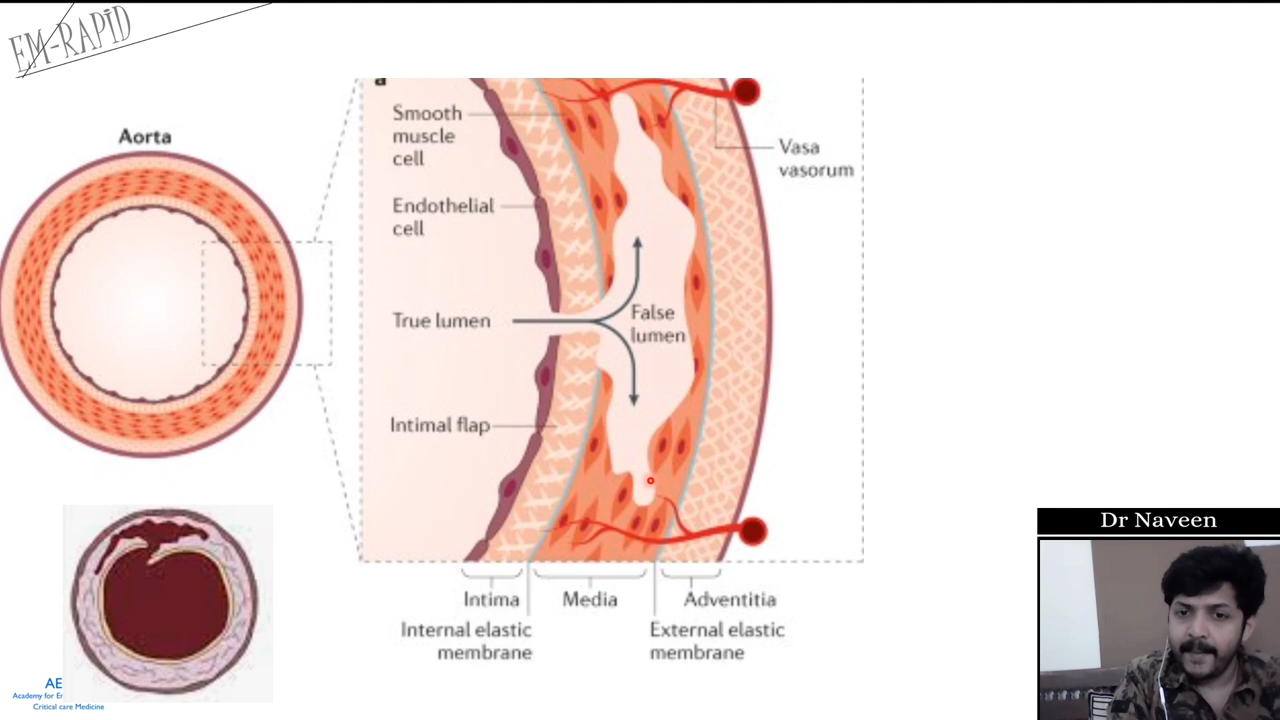 EM-RAPID
Aorta
a
Smooth
muscle
cell
Endothelial
cell
True lumen
Intimal flap
False
lumen
Vasa
vasorum
Intima
Media
Adventitia
Internal elastic
membrane
External elastic
membrane
Dr Naveen
AE
Academy for Er
Critical care Medicine